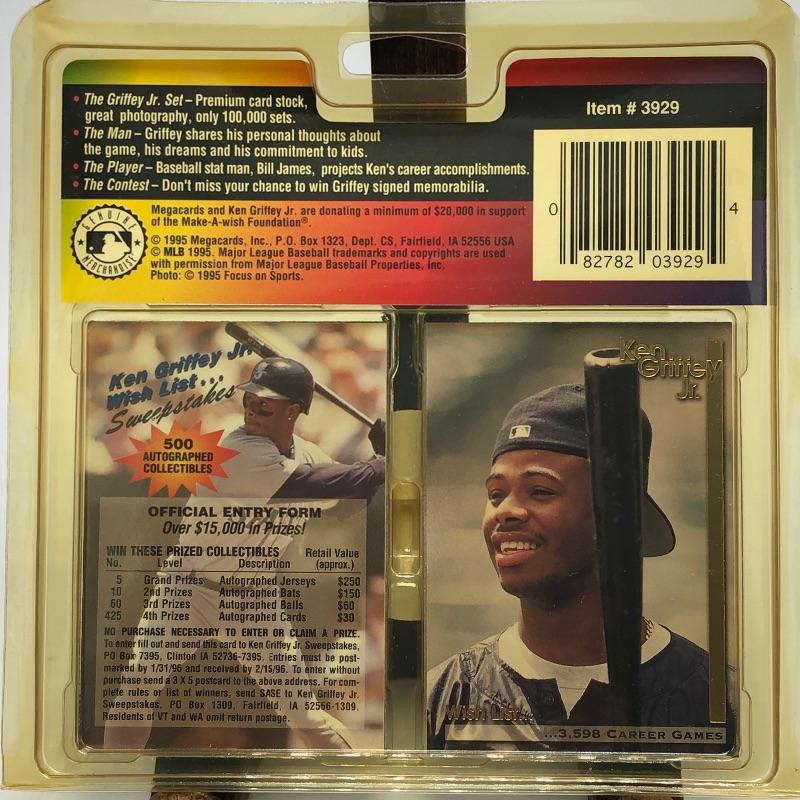 • The Griffey Jr. Set – Premium card stock,
great photography, only 100,000 sets.
• The Man – Griffey shares his personal thoughts about
the game, his dreams and his commitment to kids.
• The Player – Baseball stat man, Bill James, projects Ken's career accomplishments.
• The Contest – Don't miss your chance to win Griffey signed memorabilia.
Item # 3929
0 82782 03929 4
GENUINE
MERCHANDISE
Megacards and Ken Griffey Jr. are donating a minimum of $20,000 in support
of the Make-A-wish Foundation®.
© 1995 Megacards, Inc., P.O. Box 1323, Dept. CS, Fairfield, IA 52556 USA
© MLB 1995. Major League Baseball trademarks and copyrights are used
with permission from Major League Baseball Properties, Inc.
Photo: © 1995 Focus on Sports.
Ken Griffey Jr.
Wish List...
Sweepstakes
500
AUTOGRAPHED
COLLECTIBLES
OFFICIAL ENTRY FORM
Over $15,000 in Prizes!
WIN THESE PRIZED COLLECTIBLES Retail Value
No. Level Description (approx.)
5 Grand Prizes Autographed Jerseys $250
10 2nd Prizes Autographed Bats $150
60 3rd Prizes Autographed Balls $60
425 4th Prizes Autographed Cards $30
NO PURCHASE NECESSARY TO ENTER OR CLAIM A PRIZE.
To enter fill out and send this card to Ken Griffey Jr. Sweepstakes,
PO Box 7395, Clinton IA 52736-7395. Entries must be post-
marked by 1/31/96 and received by 2/15/96. To enter without
purchase send a 3 X 5 postcard to the above address. For com-
plete rules or list of winners, send SASE to Ken Griffey Jr.
Sweepstakes, PO Box 1309, Fairfield, IA 52556-1309.
Residents of VT and WA omit return postage.
Ken
Griffey
Jr.
Wish List...
...3,598 CAREER GAMES